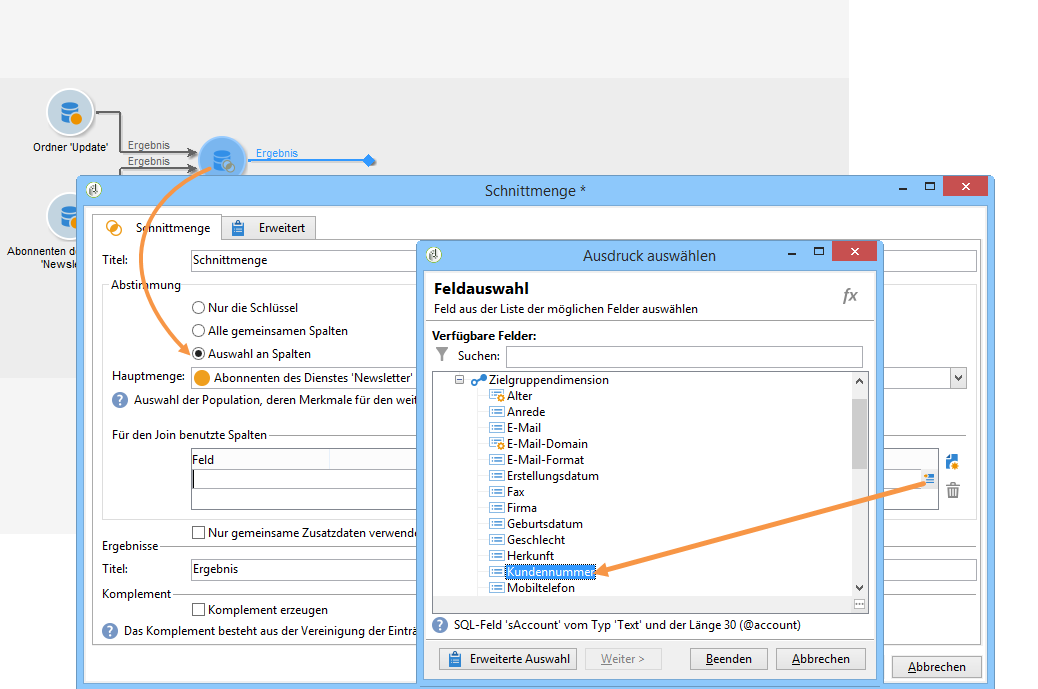 Ordner 'Update'
Ergebnis
Ergebnis
Ergebnis
Schnittmenge *
Schnittmenge
Erweitert
Abonnenten
'Newsle
Titel:
Schnittmenge
Abstimmung
Nur die Schlüssel
Alle gemeinsamen Spalten
Auswahl an Spalten
Hauptmenge:
Abonnenten des Dienstes 'Newsletter'
Auswahl der Population, deren Merkmale für den weit
Für den Join benutzte Spalten
Feld
Nur gemeinsame Zusatzdaten verwende
Ergebnisse
Titel:
Ergebnis
Komplement
Komplement erzeugen
Das Komplement besteht aus der Vereinigung der Einträ
Abbrechen
Ausdruck auswählen
Feldauswahl
Feld aus der Liste der möglichen Felder auswählen
fx
Verfügbare Felder:
Suchen:
Zielgruppendimension
Alter
Anrede
E-Mail
E-Mail-Domain
E-Mail-Format
Erstellungsdatum
Fax
Firma
Geburtsdatum
Geschlecht
Herkunft
Kundennummer
Mobiltelefon
SQL-Feld 'sAccount' vom Typ 'Text' und der Länge 30 (@account)
Erweiterte Auswahl
Weiter >
Beenden
Abbrechen